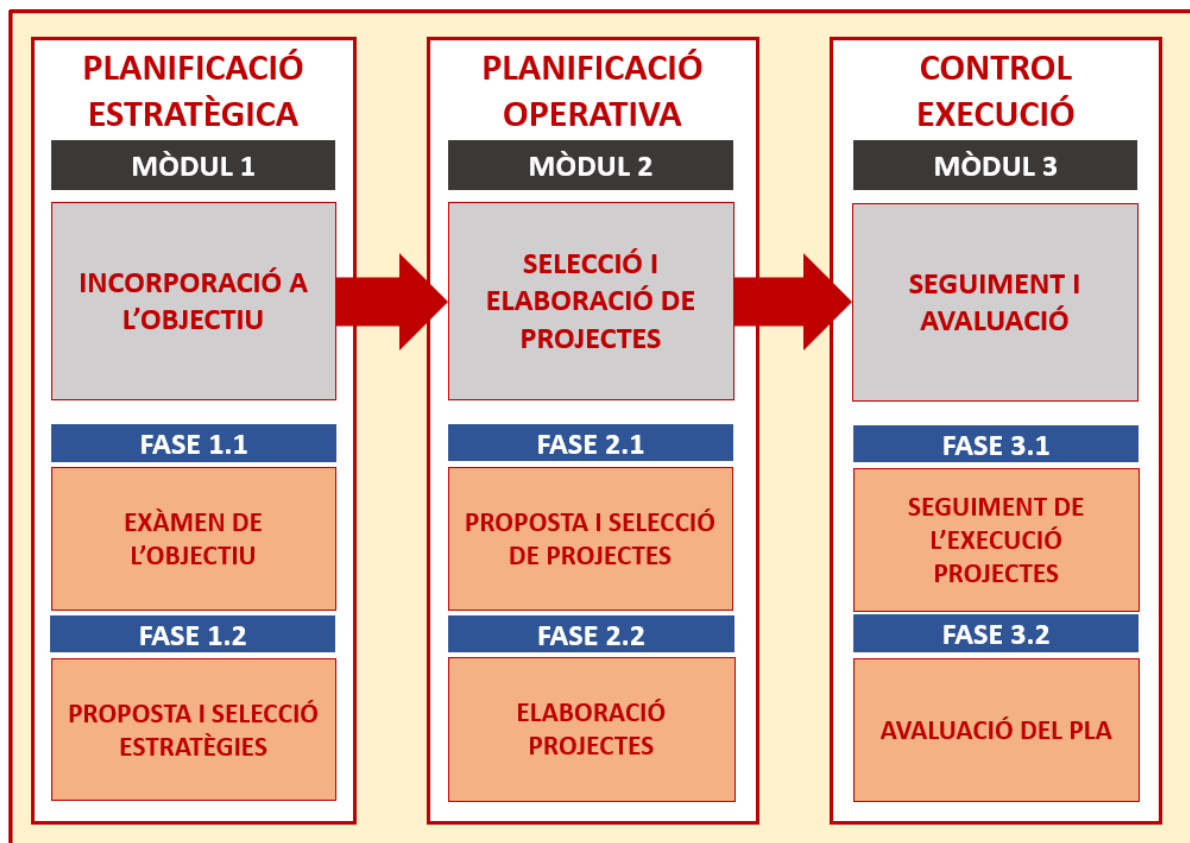 PLANIFICACIÓ
ESTRATÈGICA
MÒDUL 1
INCORPORACIÓ A
L’OBJECTIU
FASE 1.1
EXÀMEN DE
L’OBJECTIU
FASE 1.2
PROPOSTA I SELECCIÓ
ESTRATÈGIES
PLANIFICACIÓ
OPERATIVA
MÒDUL 2
SELECCIÓ I
ELABORACIÓ DE
PROJECTES
FASE 2.1
PROPOSTA I SELECCIÓ
DE PROJECTES
FASE 2.2
ELABORACIÓ
PROJECTES
CONTROL
EXECUCIÓ
MÒDUL 3
SEGUIMENT I
AVALUACIÓ
FASE 3.1
SEGUIMENT DE
L’EXECUCIÓ
PROJECTES
FASE 3.2
AVALUACIÓ DEL PLA